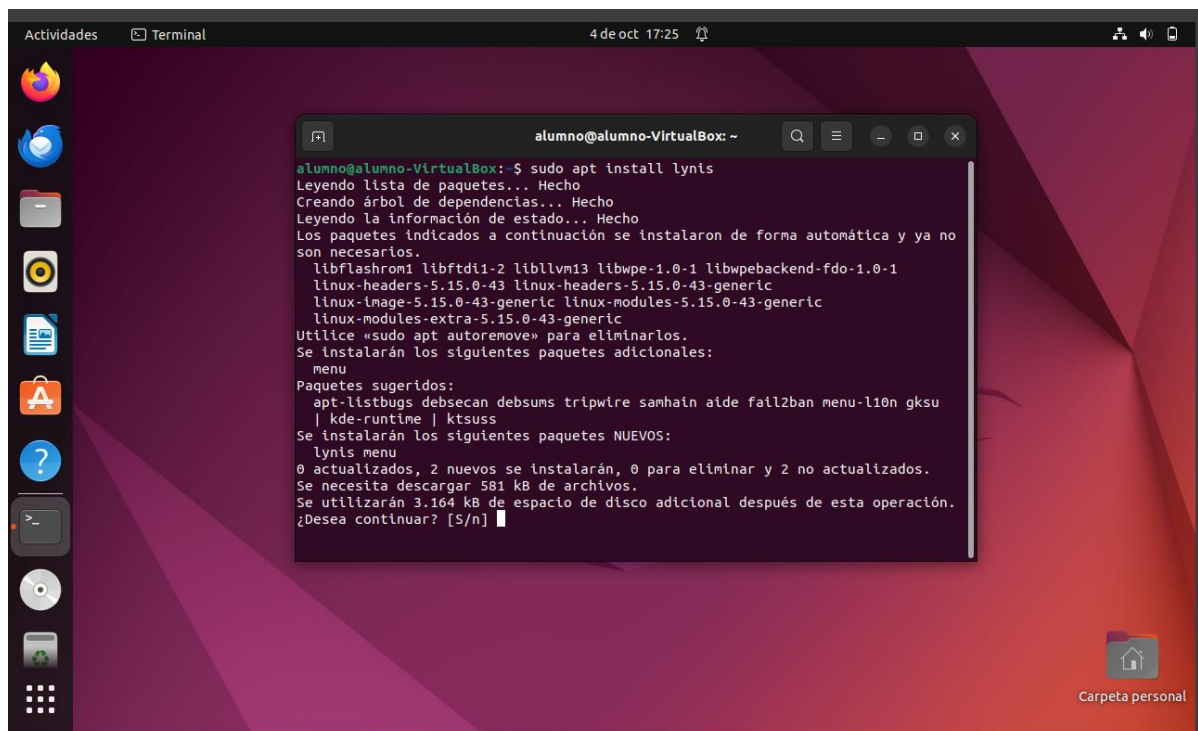 Actividades
Terminal
4 de oct 17:25
alumno@alumno-VirtualBox: ~
alumno@alumno-VirtualBox:~$ sudo apt install lynis
Leyendo lista de paquetes... Hecho
Creando árbol de dependencias... Hecho
Leyendo la información de estado... Hecho
Los paquetes indicados a continuación se instalaron de forma automática y ya no
son necesarios.
libflashrom1 libftdi1-2 libllvm13 libwpe-1.0-1 libwpebackend-fdo-1.0-1
linux-headers-5.15.0-43 linux-headers-5.15.0-43-generic
linux-image-5.15.0-43-generic linux-modules-5.15.0-43-generic
linux-modules-extra-5.15.0-43-generic
Utilice «sudo apt autoremove» para eliminarlos.
Se instalarán los siguientes paquetes adicionales:
menu
Paquetes sugeridos:
apt-listbugs debsecan debsums tripwire samhain aide fail2ban menu-l10n gksu
| kde-runtime | ktsuss
Se instalarán los siguientes paquetes NUEVOS:
lynis menu
0 actualizados, 2 nuevos se instalarán, 0 para eliminar y 2 no actualizados.
Se necesita descargar 581 kB de archivos.
Se utilizarán 3.164 kB de espacio de disco adicional después de esta operación.
¿Desea continuar? [S/n]
Carpeta personal